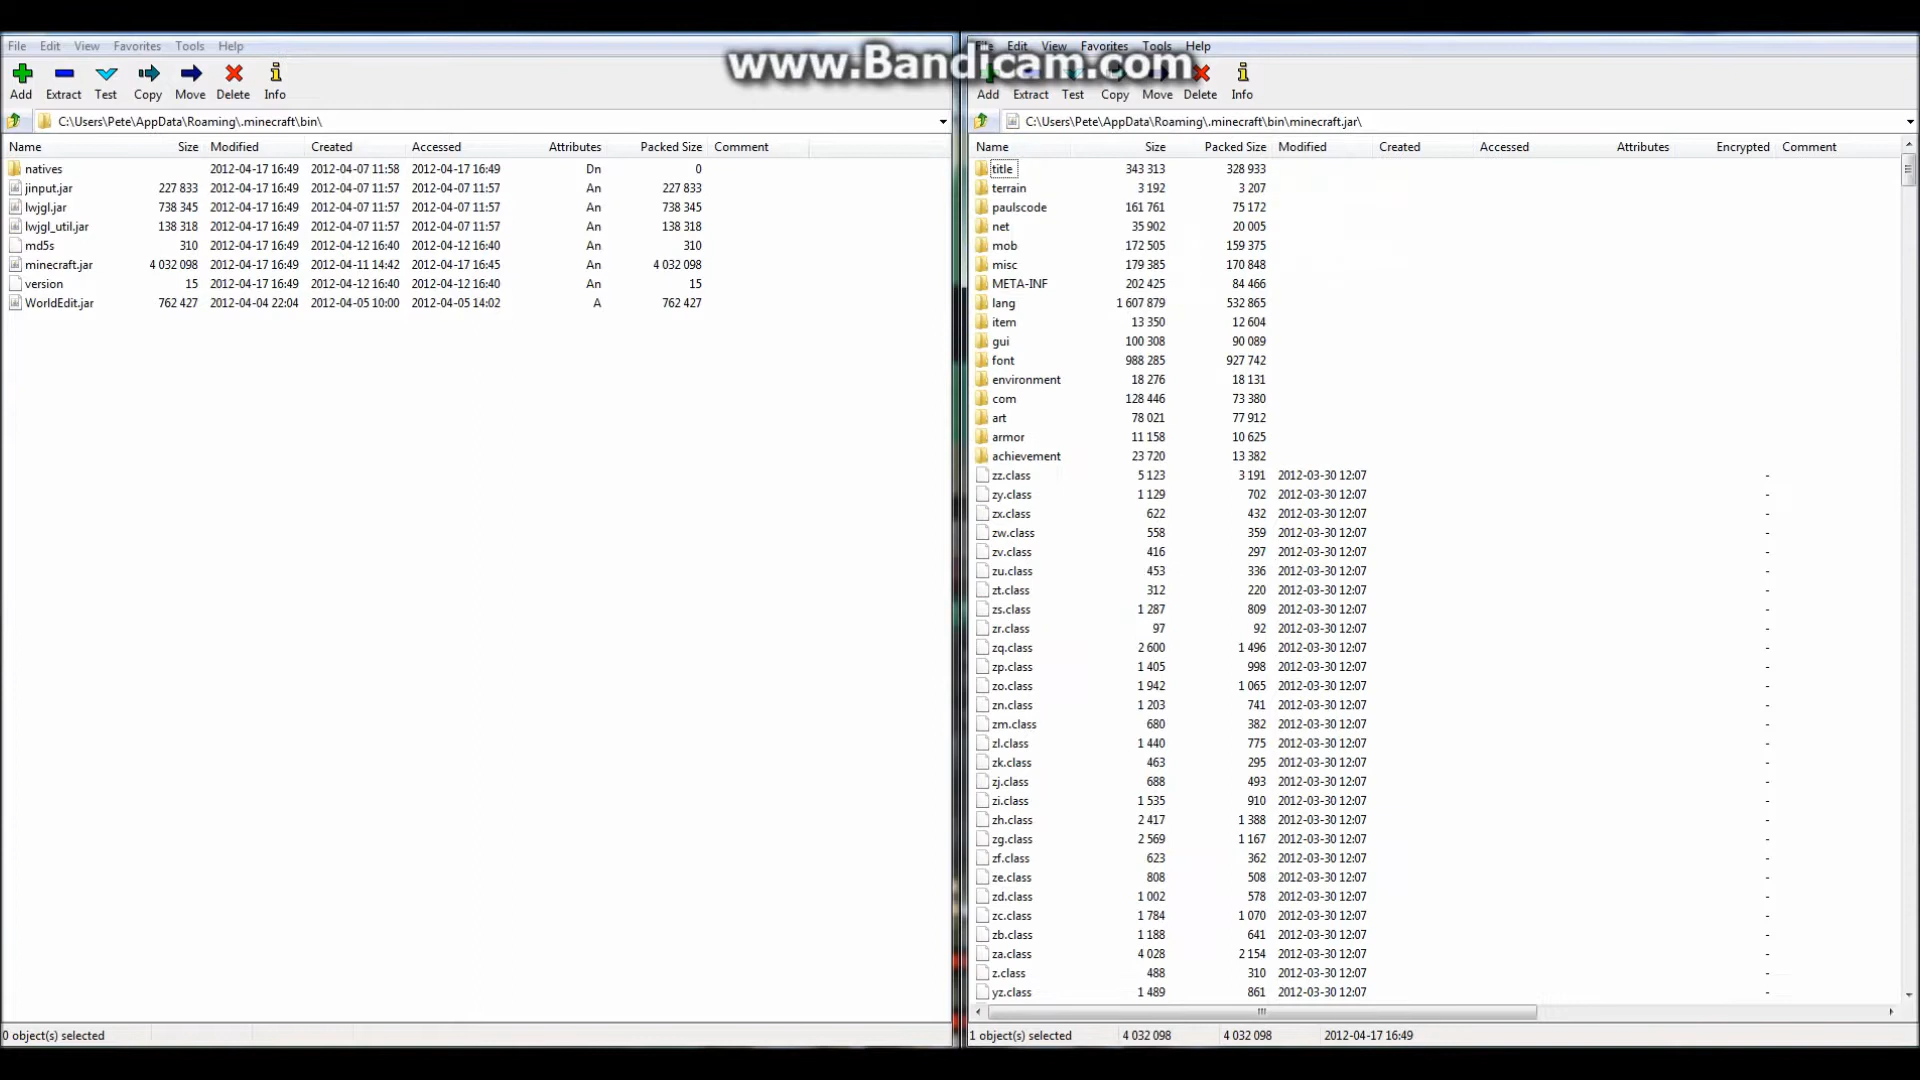 www.Bandicam.com
File Edit View Favorites Tools Help
Add Extract Test Copy Move Delete Info
C:\Users\Pete\AppData\Roaming\.minecraft\bin\
Name Size Modified Created Accessed Attributes Packed Size Comment
natives 2012-04-17 16:49 2012-04-07 11:58 2012-04-17 16:49 Dn 0
jinput.jar 227 833 2012-04-17 16:49 2012-04-07 11:57 2012-04-07 11:57 An 227 833
lwjgl.jar 738 345 2012-04-17 16:49 2012-04-07 11:57 2012-04-07 11:57 An 738 345
lwjgl_util.jar 138 318 2012-04-17 16:49 2012-04-07 11:57 2012-04-07 11:57 An 138 318
md5s 310 2012-04-17 16:49 2012-04-12 16:40 2012-04-12 16:40 An 310
minecraft.jar 4 032 098 2012-04-17 16:49 2012-04-11 14:42 2012-04-17 16:45 An 4 032 098
version 15 2012-04-17 16:49 2012-04-12 16:40 2012-04-12 16:40 An 15
WorldEdit.jar 762 427 2012-04-04 22:04 2012-04-05 10:00 2012-04-05 14:02 A 762 427
0 object(s) selected
File Edit View Favorites Tools Help
Add Extract Test Copy Move Delete Info
C:\Users\Pete\AppData\Roaming\.minecraft\bin\minecraft.jar\
Name Size Packed Size Modified Created Accessed Attributes Encrypted Comment
title 343 313 328 933
terrain 3 192 3 207
paulscode 161 761 75 172
net 35 902 20 005
mob 172 505 159 375
misc 179 385 170 848
META-INF 202 425 84 466
lang 1 607 879 532 865
item 13 350 12 604
gui 100 308 90 089
font 988 285 927 742
environment 18 276 18 131
com 128 446 73 380
art 78 021 77 912
armor 11 158 10 625
achievement 23 720 13 382
zz.class 5 123 3 191 2012-03-30 12:07 -
zy.class 1 129 702 2012-03-30 12:07 -
zx.class 622 432 2012-03-30 12:07 -
zw.class 558 359 2012-03-30 12:07 -
zv.class 416 297 2012-03-30 12:07 -
zu.class 453 336 2012-03-30 12:07 -
zt.class 312 220 2012-03-30 12:07 -
zs.class 1 287 809 2012-03-30 12:07 -
zr.class 97 92 2012-03-30 12:07 -
zq.class 2 600 1 496 2012-03-30 12:07 -
zp.class 1 405 998 2012-03-30 12:07 -
zo.class 1 942 1 065 2012-03-30 12:07 -
zn.class 1 203 741 2012-03-30 12:07 -
zm.class 680 382 2012-03-30 12:07 -
zl.class 1 440 775 2012-03-30 12:07 -
zk.class 463 295 2012-03-30 12:07 -
zj.class 688 493 2012-03-30 12:07 -
zi.class 1 535 910 2012-03-30 12:07 -
zh.class 2 417 1 388 2012-03-30 12:07 -
zg.class 2 569 1 167 2012-03-30 12:07 -
zf.class 623 362 2012-03-30 12:07 -
ze.class 808 508 2012-03-30 12:07 -
zd.class 1 002 578 2012-03-30 12:07 -
zc.class 1 784 1 070 2012-03-30 12:07 -
zb.class 1 188 641 2012-03-30 12:07 -
za.class 4 028 2 154 2012-03-30 12:07 -
z.class 488 310 2012-03-30 12:07 -
yz.class 1 489 861 2012-03-30 12:07 -
1 object(s) selected 4 032 098 4 032 098 2012-04-17 16:49